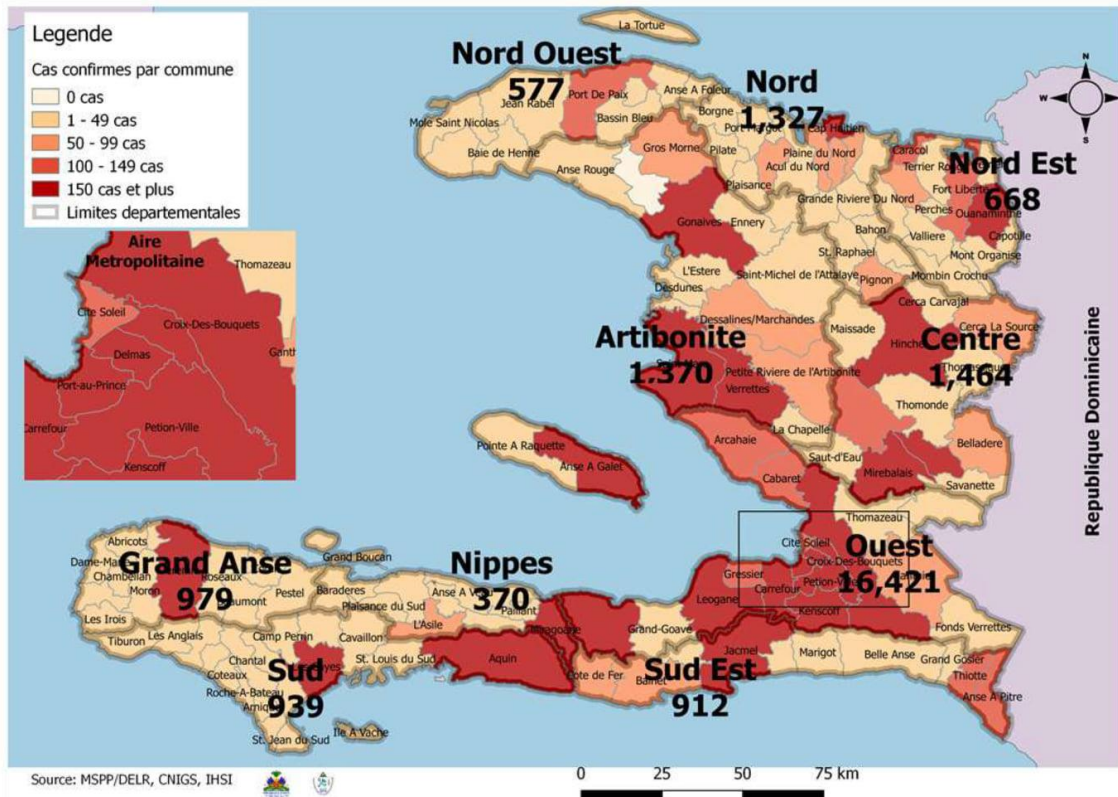 Legende
Cas confirmes par commune
0 cas
1 - 49 cas
50 - 99 cas
100 - 149 cas
150 cas et plus
Limites departementales
Aire
Metropolitaine
Thomazeau
Cite Soleil
Croix-Des-Bouquets
Delmas
Port-au-Prince
Carrefour
Petion-Ville
Kenscoff
La Tortue
Nord Ouest
577
Port De Paix
Jean Rabel
Anse A Foleur
Mole Saint Nicolas
Bassin Bleu
Baie de Henne
Nord
1,327
Borgne
Port Margot
Cap Haitien
Pilate
Plaine du Nord
Acul du Nord
Plaisance
Grande Riviere Du Nord
Bahon
St. Raphael
Pignon
Caracol
Terrier Rouge
Nord Est
668
Fort Liberte
Perches
Ouanaminthe
Valliere
Capotille
Mont Organise
Mombin Crochu
Anse Rouge
Gros Morne
Gonaives
Ennery
L'Estere
Saint-Michel de l'Attalaye
Desdunes
Dessalines/Marchandes
Artibonite
1,370
Petite Riviere de l'Artibonite
Verrettes
La Chapelle
Cerca Carvajal
Maissade
Cerca La Source
Hinche
Centre
1,464
Thomonde
Belladere
Saut-d'Eau
Mirebalais
Savanette
Republique Dominicaine
Pointe A Raquette
Anse A Galet
Arcahaie
Cabaret
Thomazeau
Cite Soleil
Ouest
16,421
Croix-Des-Bouquets
Gressier
Carrefour
Petion-Ville
Leogane
Kenscoff
Grand-Goave
Fonds Verrettes
Abricots
Grand Anse
979
Chambellan
Roseaux
Moron
Beaumont
Pestel
Les Irois
Grand Boucan
Nippes
370
Baraderes
Anse A Veau
Plaisance du Sud
Paillant
L'Asile
Miragoane
Tiburon
Les Anglais
Camp Perrin
Cavaillon
Chantal
St. Louis du Sud
Aquin
Les Cayes
Sud
939
Coteaux
Roche-A-Bateau
Arniquet
St. Jean du Sud
Ile A Vache
Cote de Fer
Bainet
Jacmel
Sud Est
912
Marigot
Belle Anse
Grand Gosier
Thiotte
Anse A Pitre
N
W
E
S
Source: MSPP/DELR, CNIGS, IHSI
0 25 50 75 km